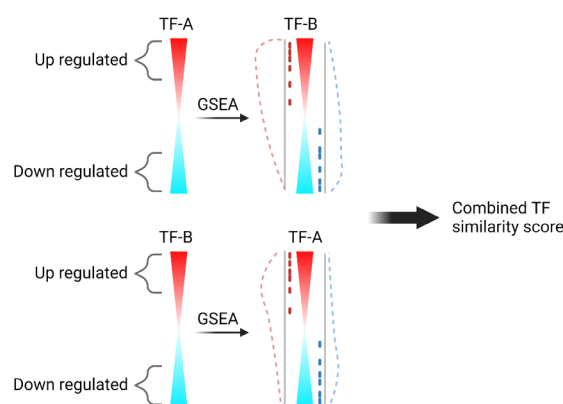 TF-A
TF-B
Up regulated
GSEA
Down regulated
Combined TF
similarity score
TF-B
TF-A
Up regulated
GSEA
Down regulated